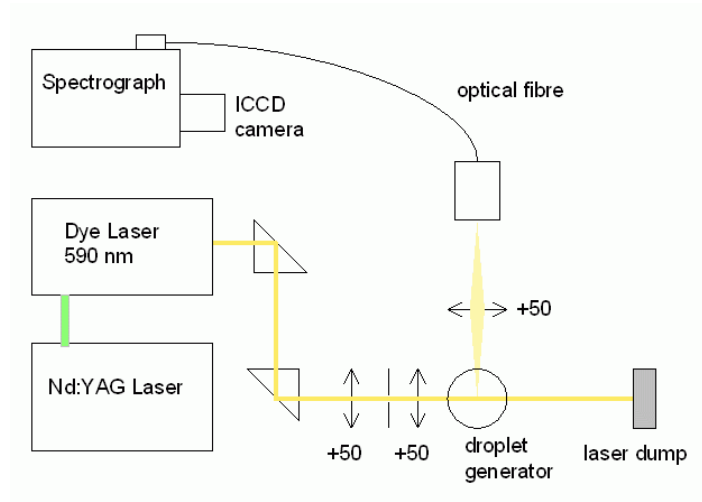 Spectrograph
ICCD
camera
optical fibre
Dye Laser
590 nm
+50
Nd:YAG Laser
+50
+50
droplet
generator
laser dump